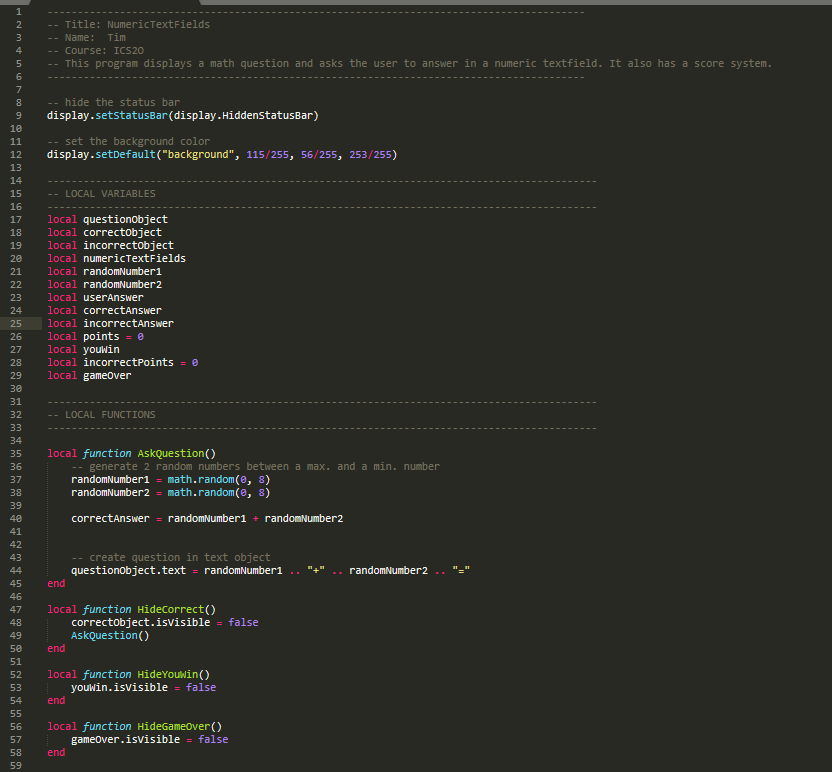 1 -----------------------------------------------------------------------------------------
2 -- Title: NumericTextFields
3 -- Name:  Tim
4 -- Course: ICS2O
5 -- This program displays a math question and asks the user to answer in a numeric textfield. It also has a score system.
6 -----------------------------------------------------------------------------------------
7
8 -- hide the status bar
9 display.setStatusBar(display.HiddenStatusBar)
10
11 -- set the background color
12 display.setDefault("background", 115/255, 56/255, 253/255)
13
14 -------------------------------------------------------------------------------------------
15 -- LOCAL VARIABLES
16 -------------------------------------------------------------------------------------------
17 local questionObject
18 local correctObject
19 local incorrectObject
20 local numericTextFields
21 local randomNumber1
22 local randomNumber2
23 local userAnswer
24 local correctAnswer
25 local incorrectAnswer
26 local points = 0
27 local youWin
28 local incorrectPoints = 0
29 local gameOver
30
31 -------------------------------------------------------------------------------------------
32 -- LOCAL FUNCTIONS
33 -------------------------------------------------------------------------------------------
34
35 local function AskQuestion()
36     -- generate 2 random numbers between a max. and a min. number
37     randomNumber1 = math.random(0, 8)
38     randomNumber2 = math.random(0, 8)
39
40     correctAnswer = randomNumber1 + randomNumber2
41
42
43     -- create question in text object
44     questionObject.text = randomNumber1 .. "+" .. randomNumber2 .. "="
45 end
46
47 local function HideCorrect()
48     correctObject.isVisible = false
49     AskQuestion()
50 end
51
52 local function HideYouWin()
53     youWin.isVisible = false
54 end
55
56 local function HideGameOver()
57     gameOver.isVisible = false
58 end
59